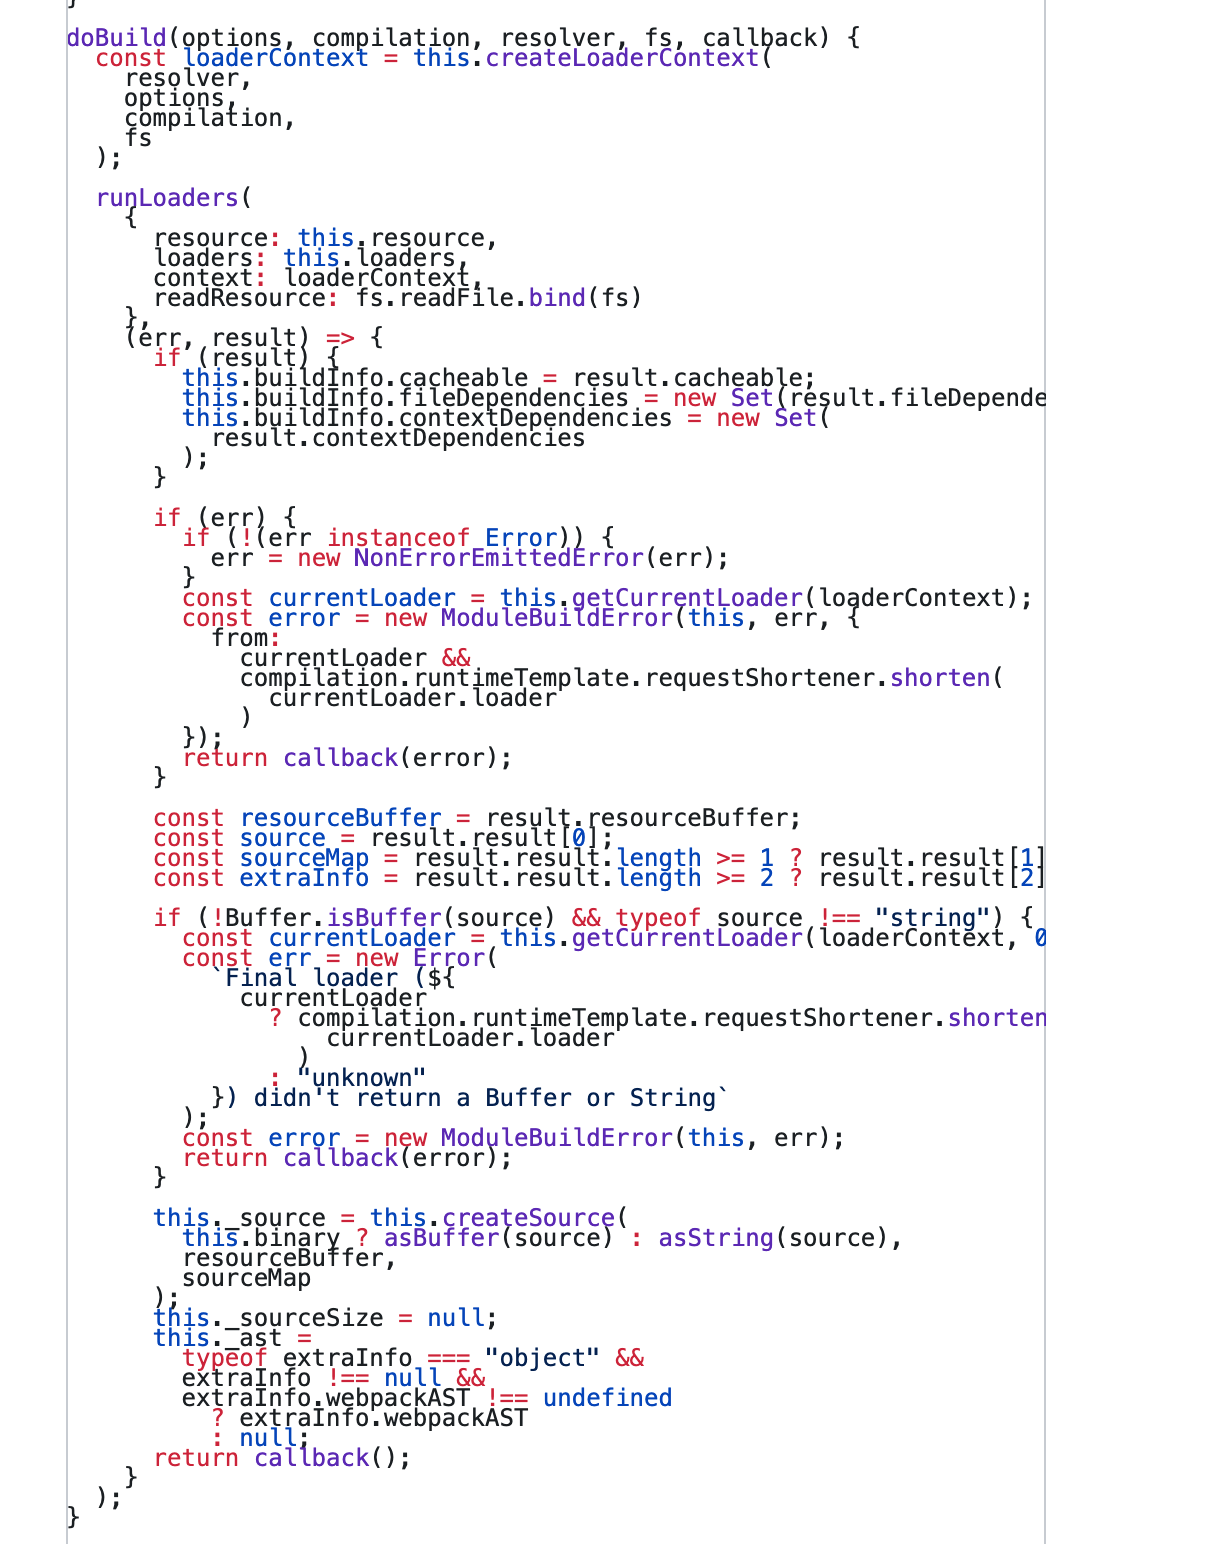 }
doBuild(options, compilation, resolver, fs, callback) {
  const loaderContext = this.createLoaderContext(
    resolver,
    options,
    compilation,
    fs
  );
  runLoaders(
    {
      resource: this.resource,
      loaders: this.loaders,
      context: loaderContext,
      readResource: fs.readFile.bind(fs)
    },
    (err, result) => {
      if (result) {
        this.buildInfo.cacheable = result.cacheable;
        this.buildInfo.fileDependencies = new Set(result.fileDepende
        this.buildInfo.contextDependencies = new Set(
          result.contextDependencies
        );
      }
      if (err) {
        if (!(err instanceof Error)) {
          err = new NonErrorEmittedError(err);
        }
        const currentLoader = this.getCurrentLoader(loaderContext);
        const error = new ModuleBuildError(this, err, {
          from:
            currentLoader &&
            compilation.runtimeTemplate.requestShortener.shorten(
              currentLoader.loader
            )
        });
        return callback(error);
      }
      const resourceBuffer = result.resourceBuffer;
      const source = result.result[0];
      const sourceMap = result.result.length >= 1 ? result.result[1]
      const extraInfo = result.result.length >= 2 ? result.result[2]
      if (!Buffer.isBuffer(source) && typeof source !== "string") {
        const currentLoader = this.getCurrentLoader(loaderContext, 0
        const err = new Error(
          `Final loader (${
            currentLoader
              ? compilation.runtimeTemplate.requestShortener.shorten
                  currentLoader.loader
                )
              : "unknown"
          }) didn't return a Buffer or String`
        );
        const error = new ModuleBuildError(this, err);
        return callback(error);
      }
      this._source = this.createSource(
        this.binary ? asBuffer(source) : asString(source),
        resourceBuffer,
        sourceMap
      );
      this._sourceSize = null;
      this._ast =
        typeof extraInfo === "object" &&
        extraInfo !== null &&
        extraInfo.webpackAST !== undefined
          ? extraInfo.webpackAST
          : null;
      return callback();
    }
  );
}